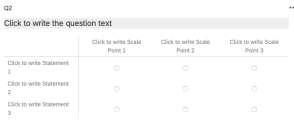 Q2
Click to write the question text
Click to write Scale Point 1 Click to write Scale Point 2 Click to write Scale Point 3
Click to write Statement 1
Click to write Statement 2
Click to write Statement 3